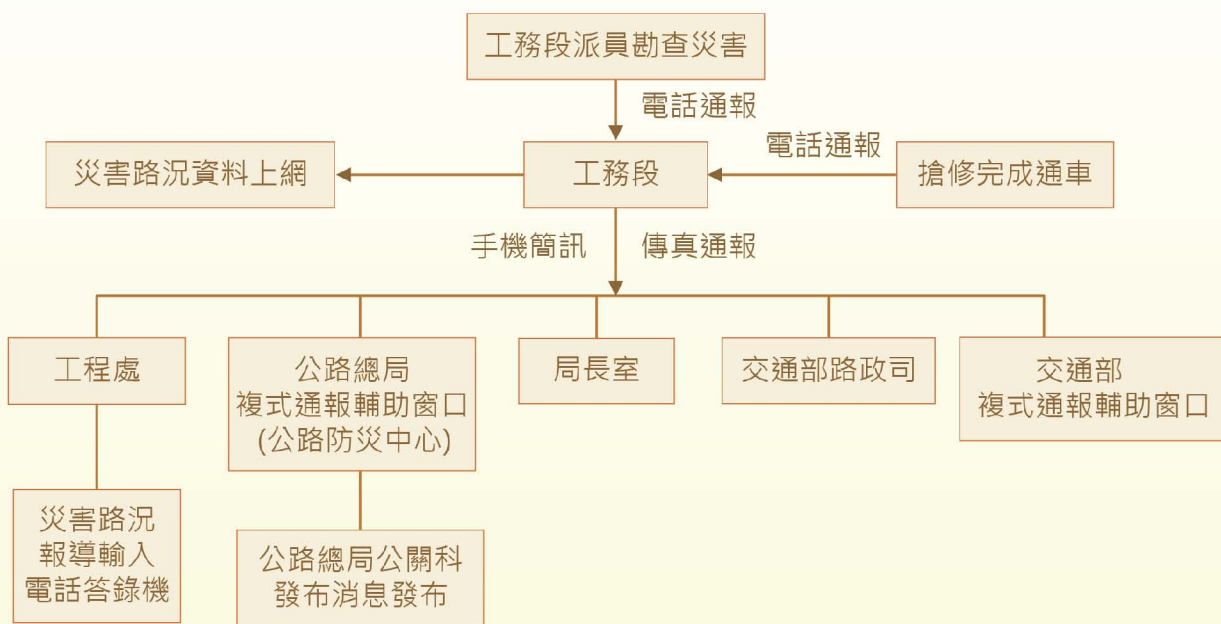 工務段派員勘查災害
電話通報
電話通報
災害路況資料上網
工務段
搶修完成通車
手機簡訊
傳真通報
工程處
公路總局
複式通報輔助窗口
(公路防災中心)
局長室
交通部路政司
交通部
複式通報輔助窗口
災害路況
報導輸入
電話答錄機
公路總局公關科
發布消息發布